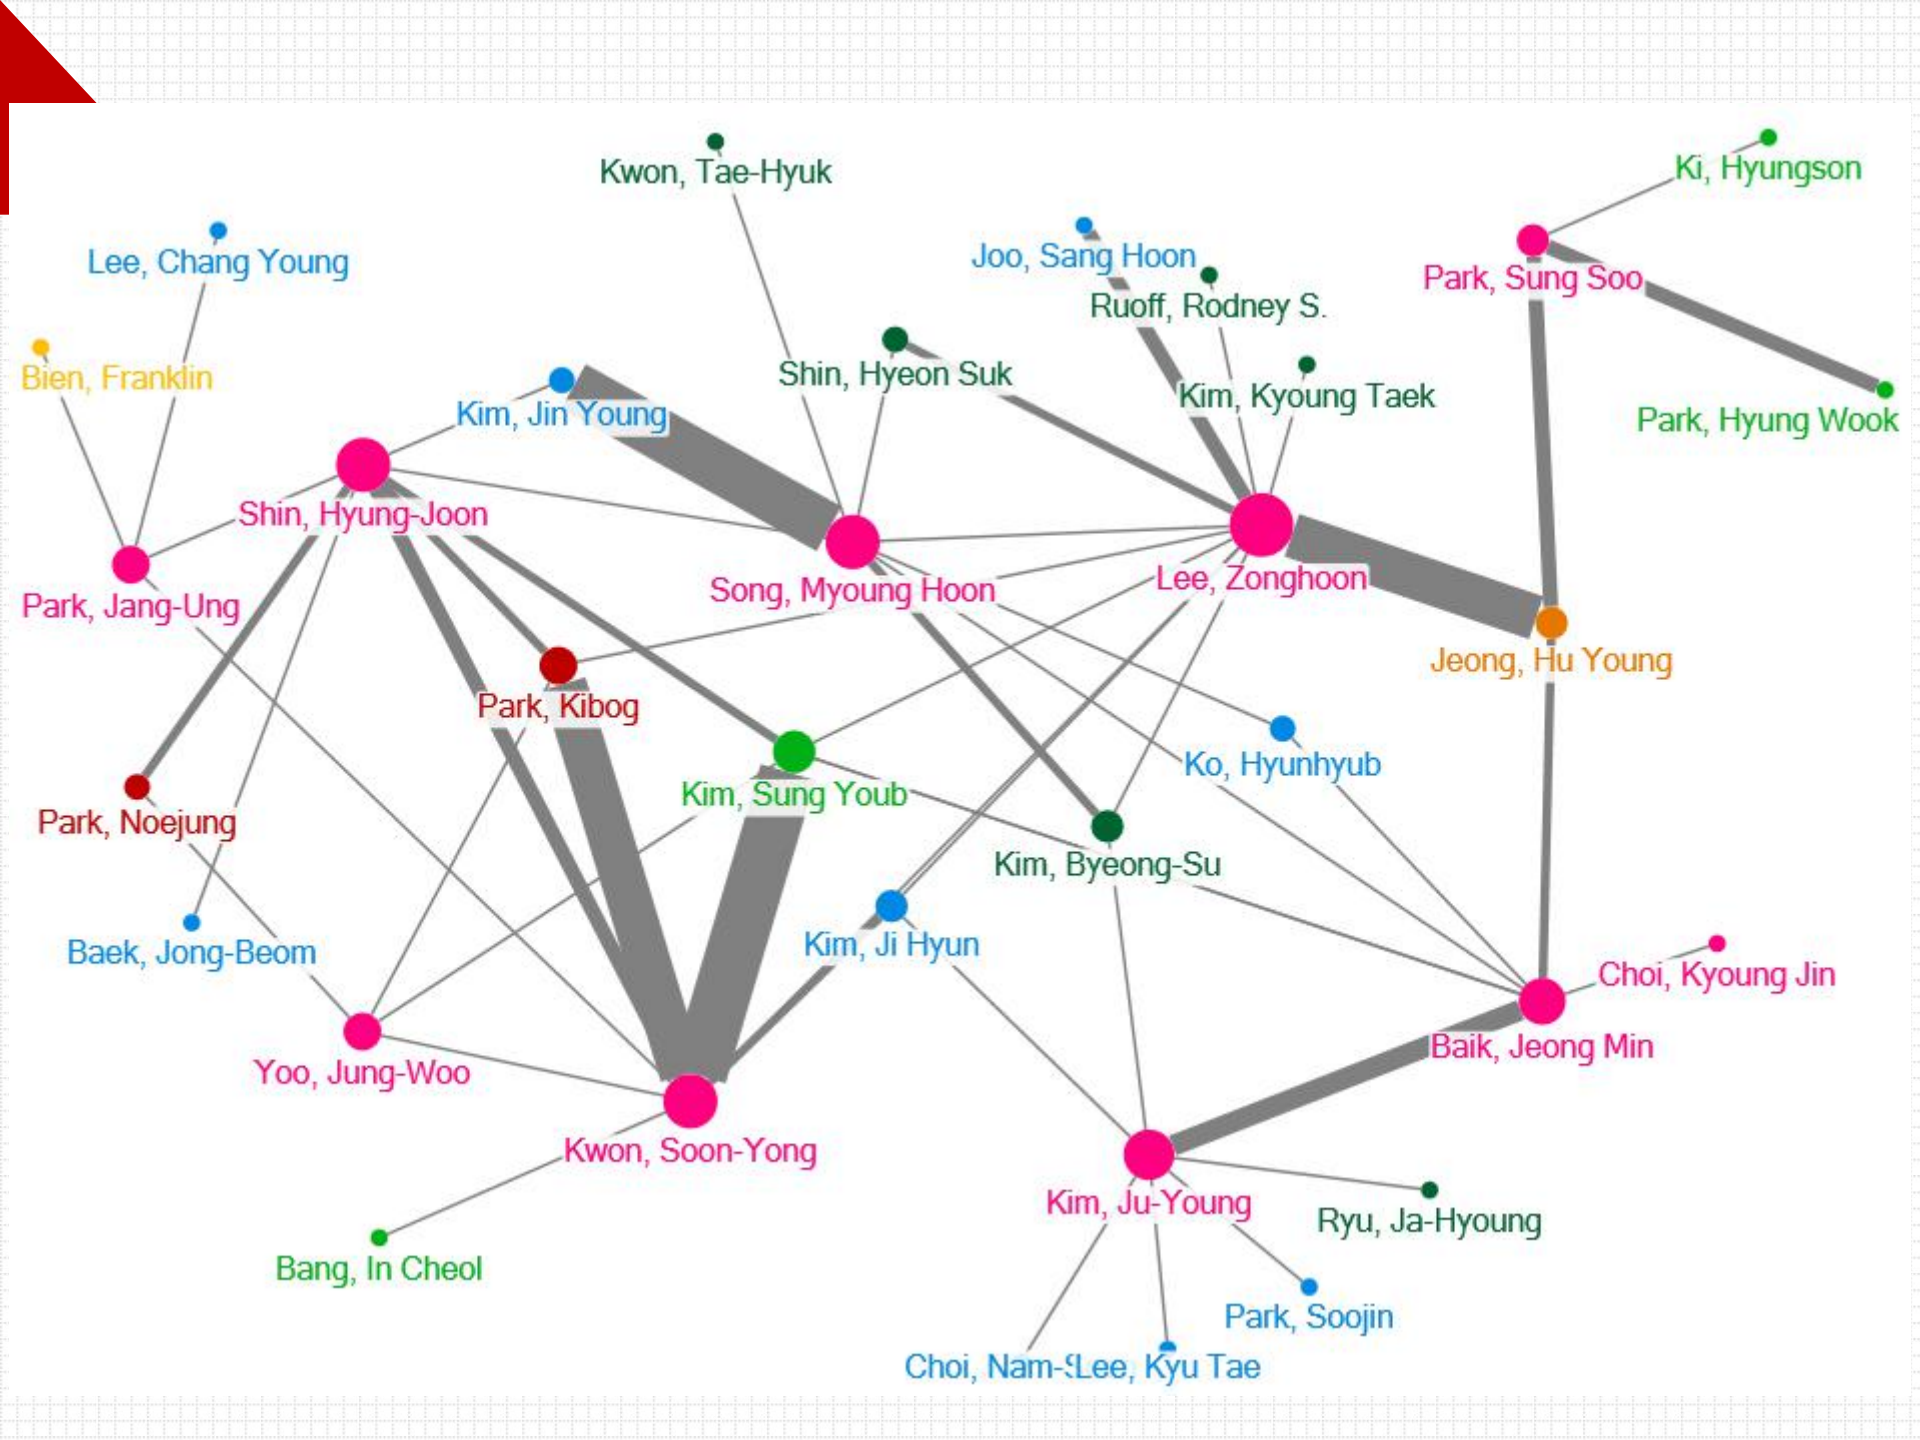 Ki, Hyungson
Kwon, Tae-Hyuk
Lee, Chang Young
Joo, Sang Hoon
Park, Sung Soo
Ruoff, Rodney S.
Bien, Franklin
Shin, Hyeon Suk
Kim, Kyoung Taek
Kim, Jin Young
Park, Hyung Wook
Shin, Hyung-Joon
Lee, Zonghoon
Song, Myoung Hoon
Park, Jang-Ung
Jeong, Hu Young
Park, Kibog
Ko, Hyunhyub
Kim, Sung Youb
Park, Noejung
Kim, Byeong-Su
Kim, Ji Hyun
Baek, Jong-Beom
Choi, Kyoung Jin
Baik, Jeong Min
Yoo, Jung-Woo
Kwon, Soon-Yong
Kim, Ju-Young
Ryu, Ja-Hyoung
Bang, In Cheol
Park, Soojin
Choi, Lee, Kyu Tae